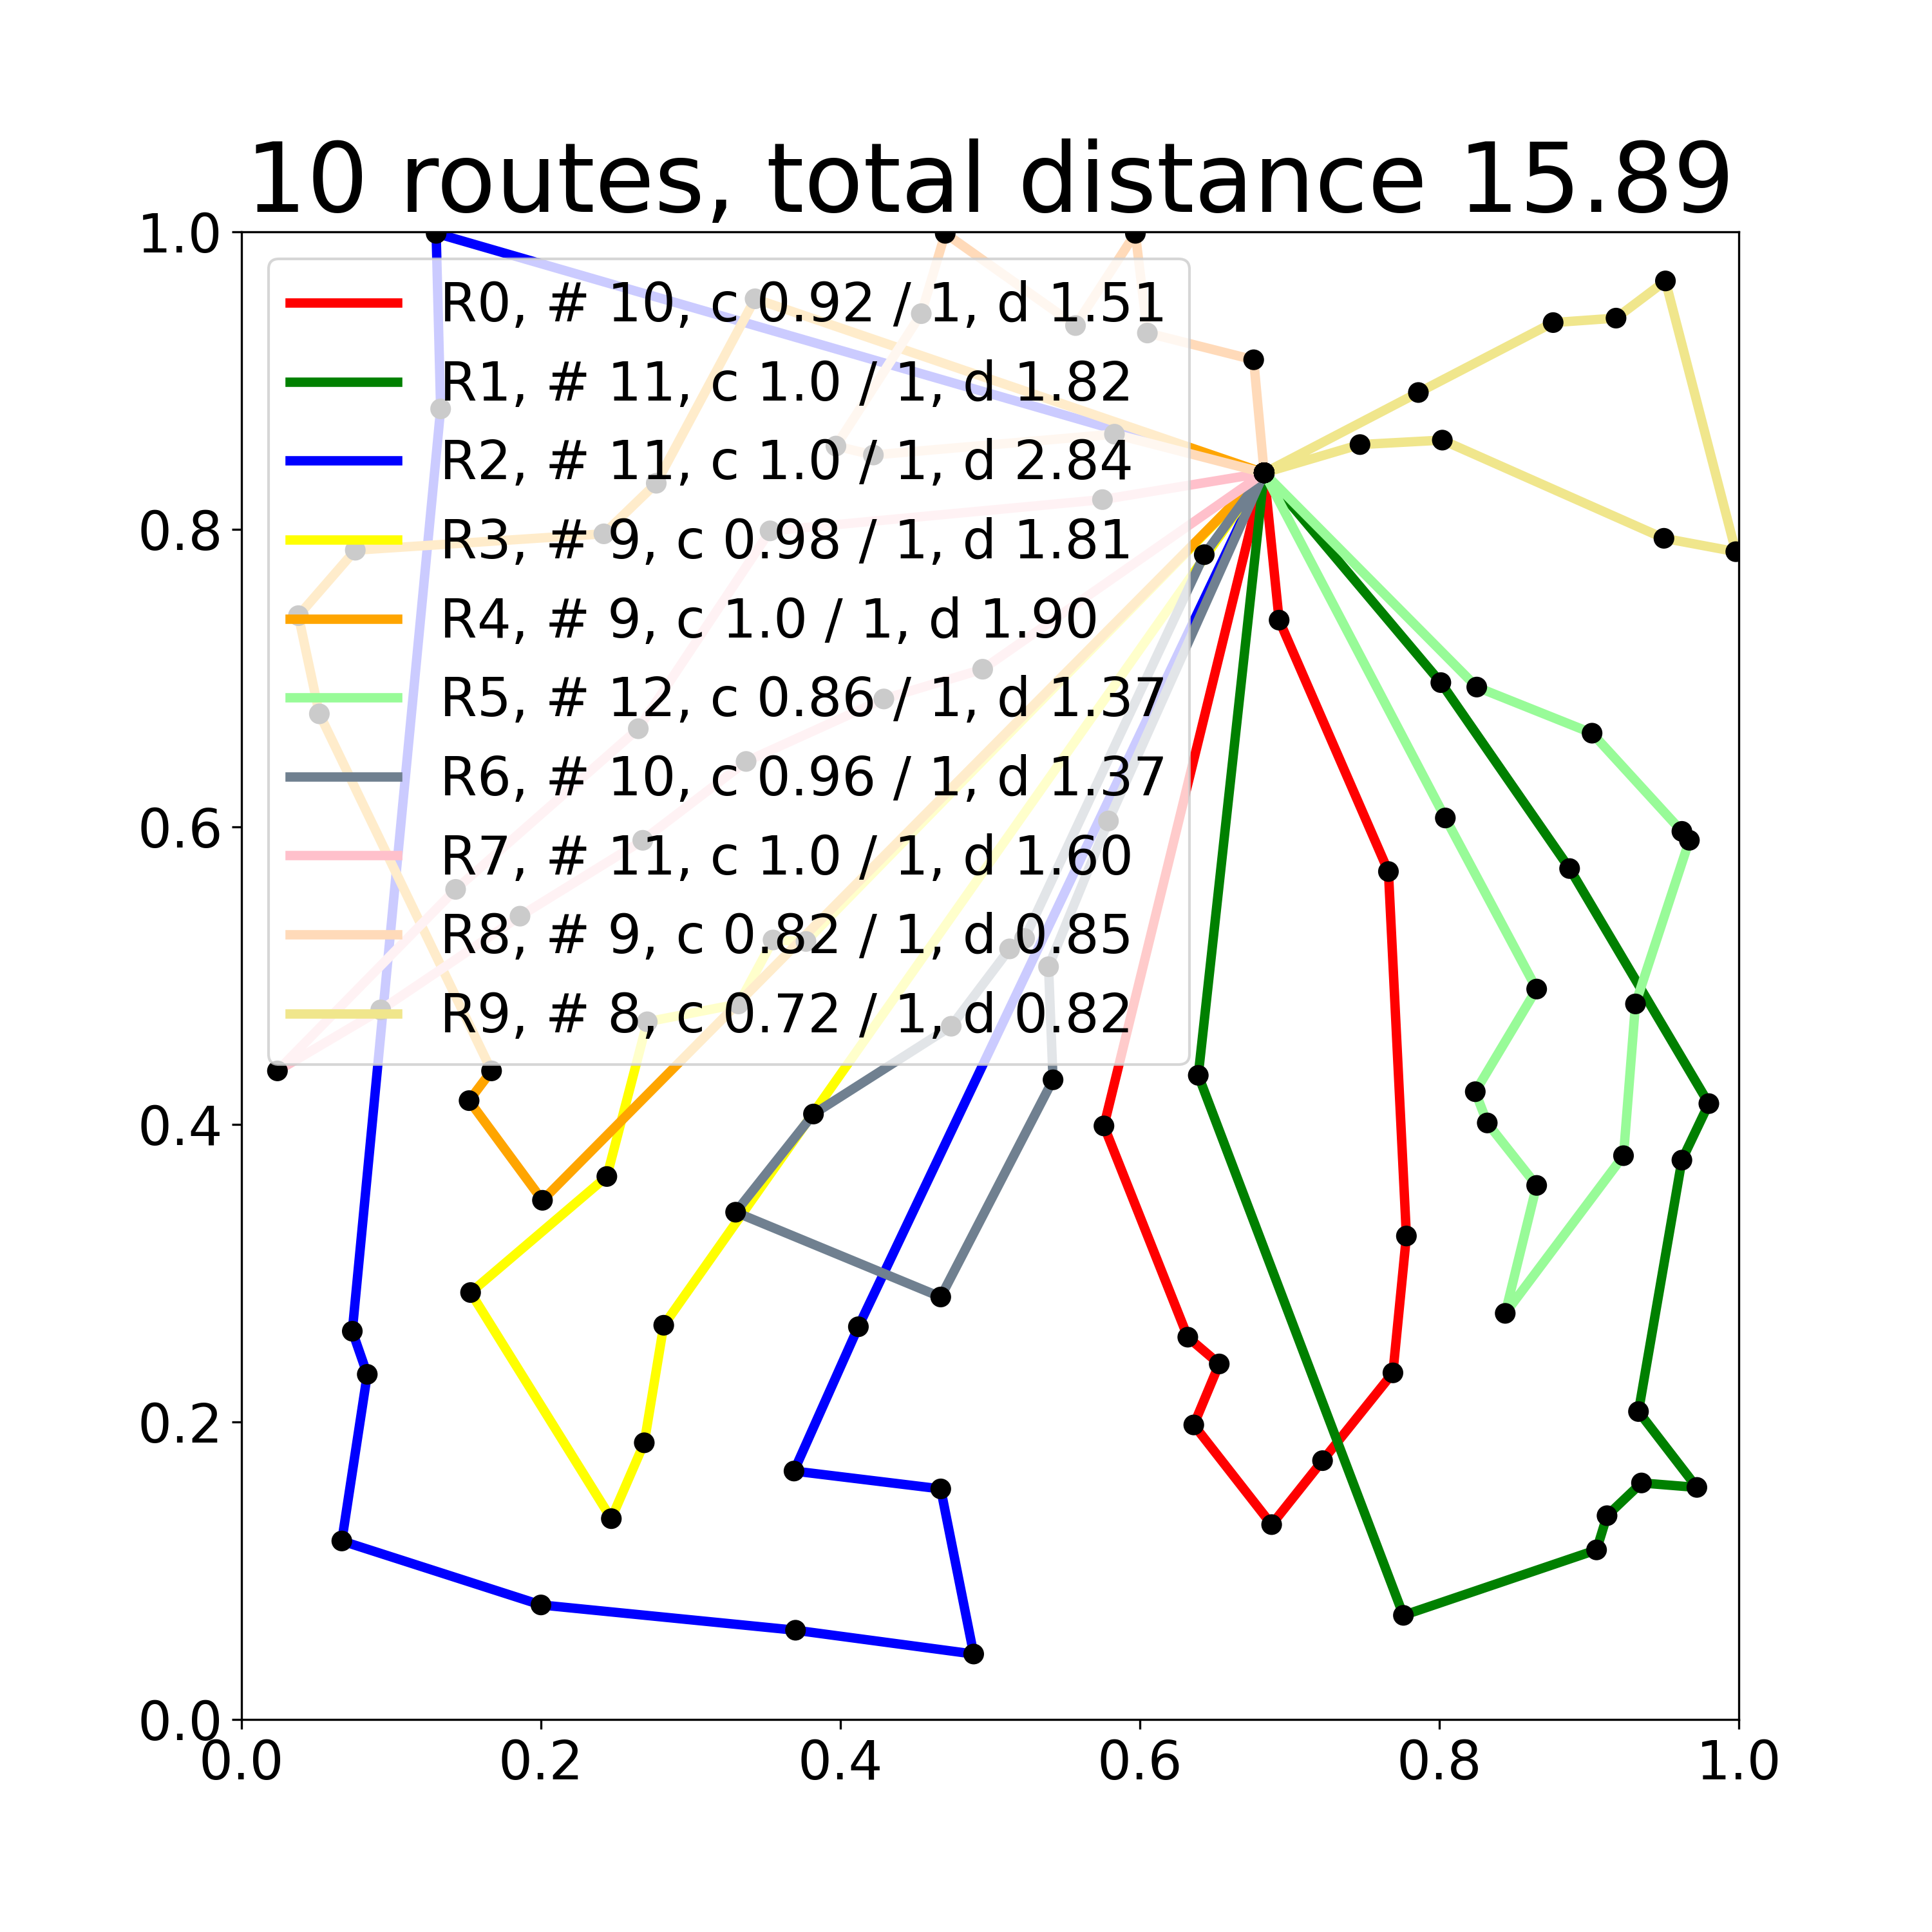 10 routes, total distance 15.89
1.0
0.8
0.6
0.4
0.2
0.0
R0, # 10, c 0.92 / 1, d 1.51
R1, # 11, c 1.0 / 1, d 1.82
R2, # 11, c 1.0 / 1, d 2.84
R3, # 9, c 0.98 / 1, d 1.81
R4, # 9, c 1.0 / 1, d 1.90
R5, # 12, c 0.86 / 1, d 1.37
R6, # 10, c 0.96 / 1, d 1.37
R7, # 11, c 1.0 / 1, d 1.60
R8, # 9, c 0.82 / 1, d 0.85
R9, # 8, c 0.72 / 1, d 0.82
0.0 0.2 0.4 0.6 0.8 1.0